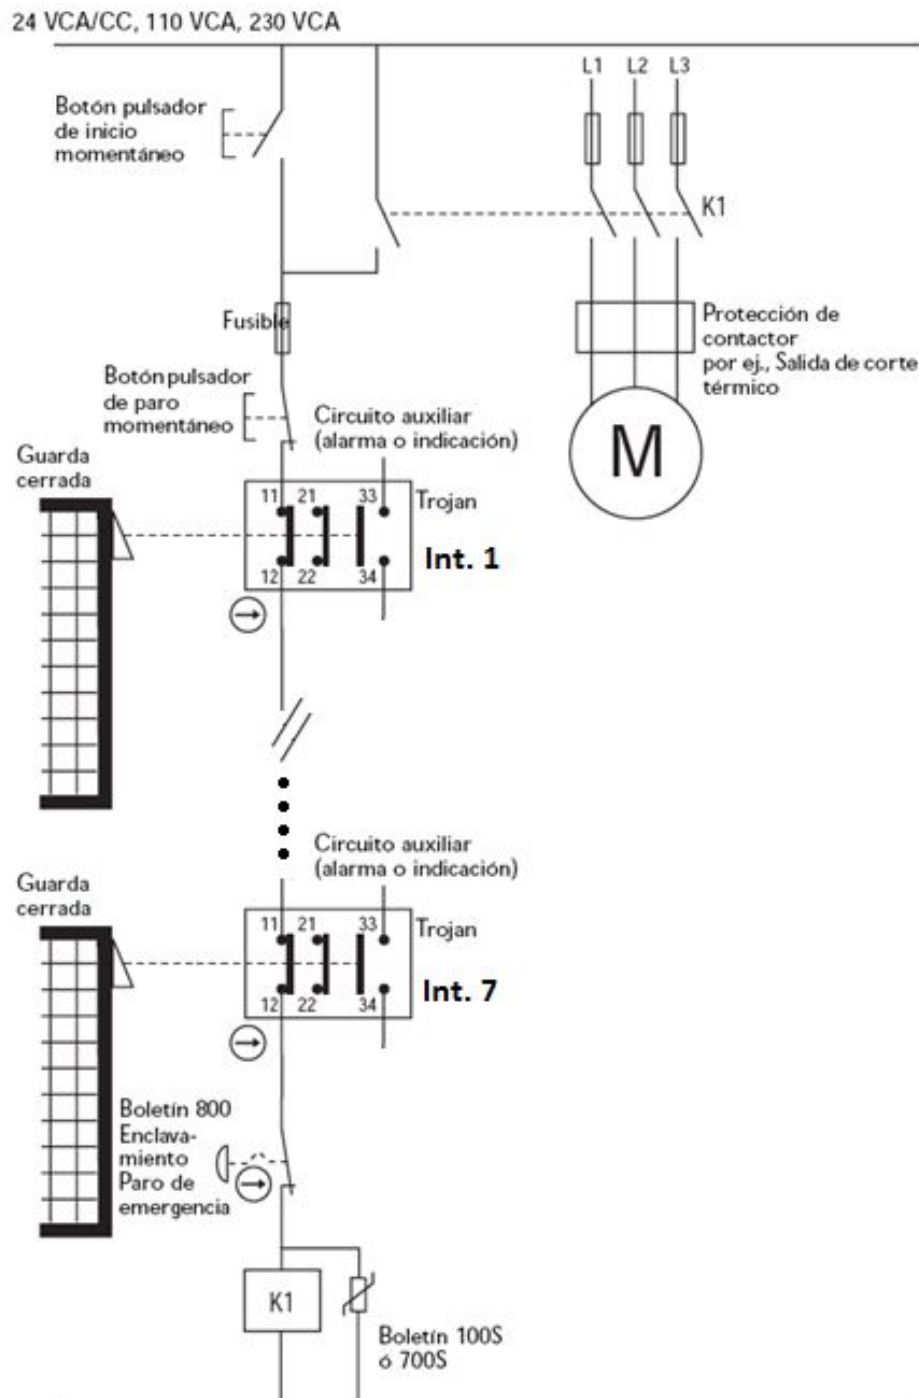 24 VCA/CC, 110 VCA, 230 VCA
Botón pulsador
de inicio
momentáneo
L1 L2 L3
K1
Fusible
Protección de
contactor
por ej., Salida de corte
térmico
Botón pulsador
de paro
momentáneo
Circuito auxiliar
(alarma o indicación)
M
Guarda
cerrada
11 21 33
Trojan
Int. 1
12 22 34
Circuito auxiliar
(alarma o indicación)
Guarda
cerrada
11 21 33
Trojan
Int. 7
12 22 34
Boletín 800
Enclava-
miento
Paro de
emergencia
K1
Boletín 100S
ó 700S